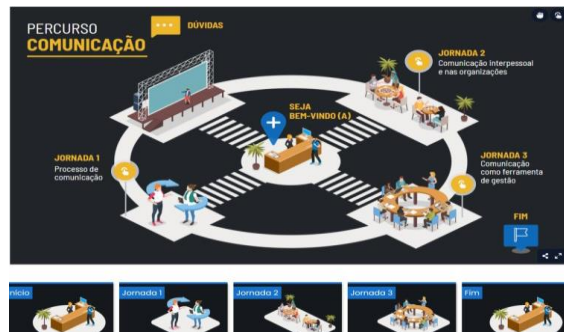 PERCURSO
COMUNICAÇÃO
DÚVIDAS
JORNADA 2
Comunicação Interpessoal
e nas organizações
SEJA
BEM-VINDO (A)
JORNADA 1
Processo de
comunicação
JORNADA 3
Comunicação
como ferramenta
de gestão
FIM
nício
Jornada 1
Jornada 2
Jornada 3
Fim